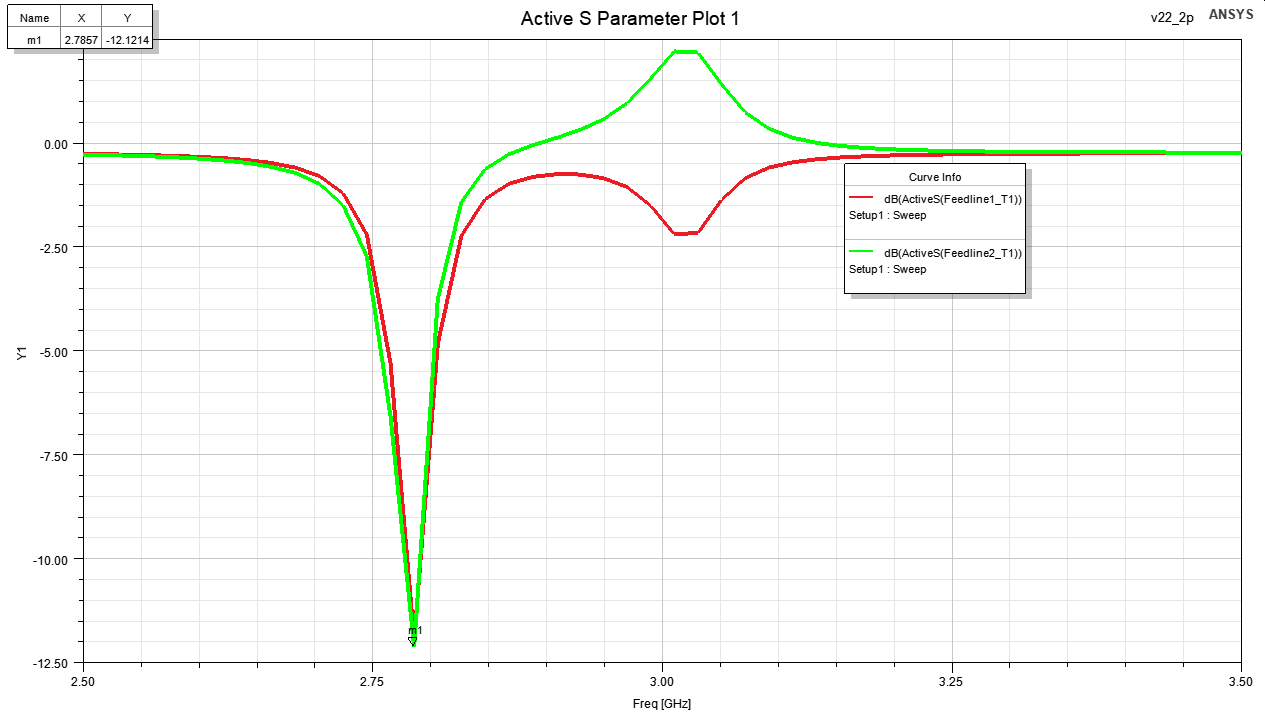 Name X Y
m1 2.7857 -12.1214
Active S Parameter Plot 1
v22_2p ANSYS
0.00
-2.50
-5.00
-7.50
-10.00
-12.50
Y1
Curve Info
dB(ActiveS(Feedline1_T1))
Setup1 : Sweep
dB(ActiveS(Feedline2_T1))
Setup1 : Sweep
m1
2.50 2.75 3.00 3.25 3.50
Freq [GHz]